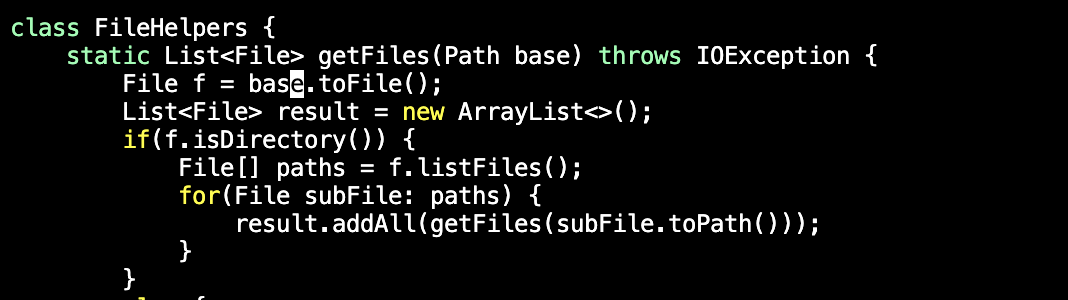 class FileHelpers {
    static List<File> getFiles(Path base) throws IOException {
        File f = base.toFile();
        List<File> result = new ArrayList<>();
        if(f.isDirectory()) {
            File[] paths = f.listFiles();
            for(File subFile: paths) {
                result.addAll(getFiles(subFile.toPath()));
            }
        }